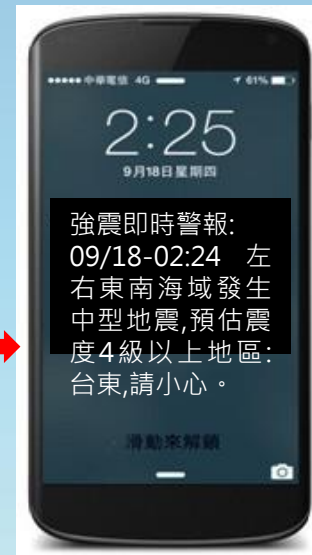 中華電信 4G 61%
2:25
9月18日星期四
強震即時警報:
09/18-02:24 左
右東南海域發生
中型地震,預估震
度4級以上地區:
台東,請小心。
滑動來解鎖